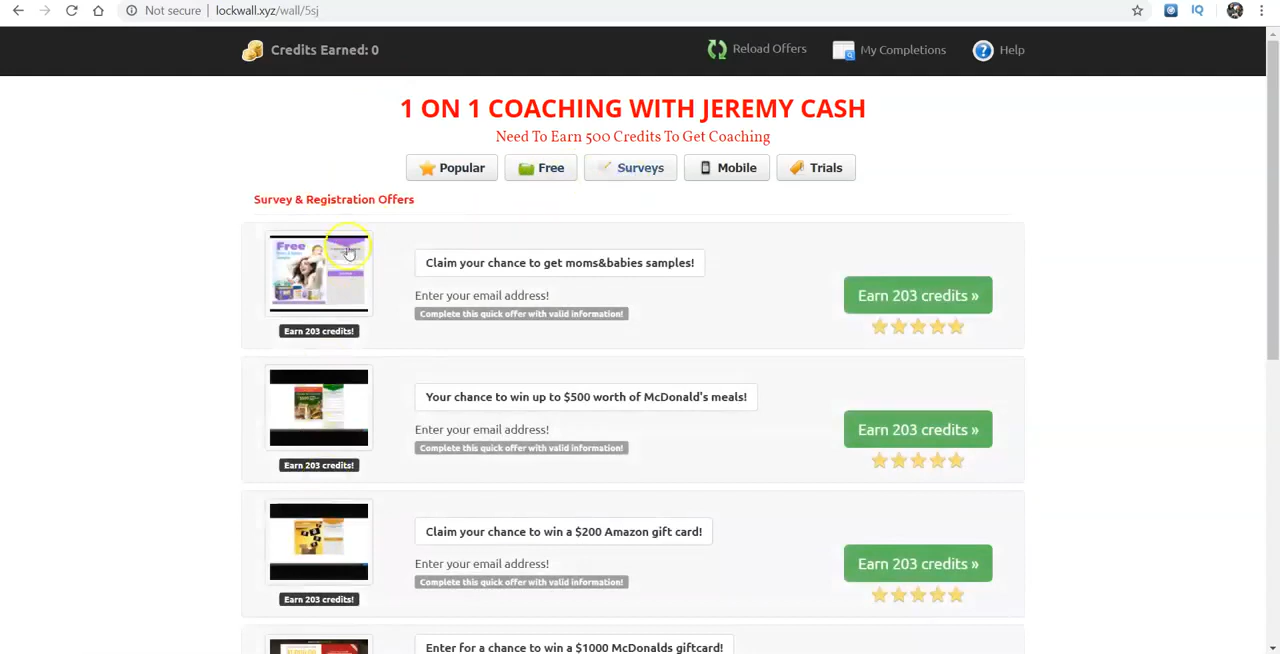 Not secure | lockwall.xyz/wall/5sj
IQ
Credits Earned: 0
Reload Offers
My Completions
Help
1 ON 1 COACHING WITH JEREMY CASH
Need To Earn 500 Credits To Get Coaching
Popular
Free
Surveys
Mobile
Trials
Survey & Registration Offers
Free
Claim your chance to get moms&babies samples!
Enter your email address!
Complete this quick offer with valid information!
Earn 203 credits »
Earn 203 credits!
Your chance to win up to $500 worth of McDonald's meals!
Enter your email address!
Complete this quick offer with valid information!
Earn 203 credits »
Earn 203 credits!
Claim your chance to win a $200 Amazon gift card!
Enter your email address!
Complete this quick offer with valid information!
Earn 203 credits »
Earn 203 credits!
Enter for a chance to win a $1000 McDonalds giftcard!